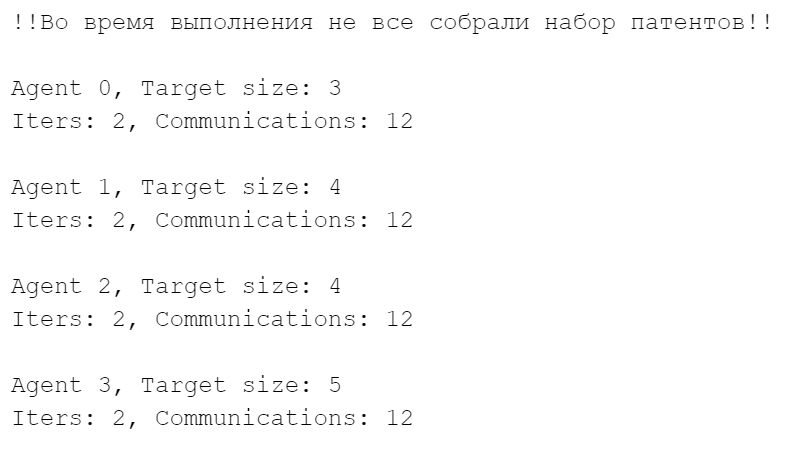 !!Во время выполнения не все собрали набор патентов!!
Agent 0, Target size: 3
Iters: 2, Communications: 12
Agent 1, Target size: 4
Iters: 2, Communications: 12
Agent 2, Target size: 4
Iters: 2, Communications: 12
Agent 3, Target size: 5
Iters: 2, Communications: 12